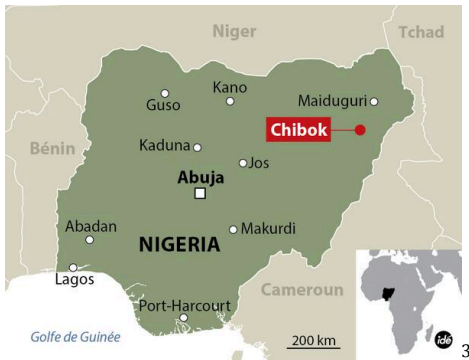 Niger
Tchad
Kano
Guso
Maiduguri
Chibok
Bénin
Kaduna
Jos
Abuja
Abadan
Makurdi
NIGERIA
Lagos
Cameroun
Port-Harcourt
Golfe de Guinée
200 km
idé
3